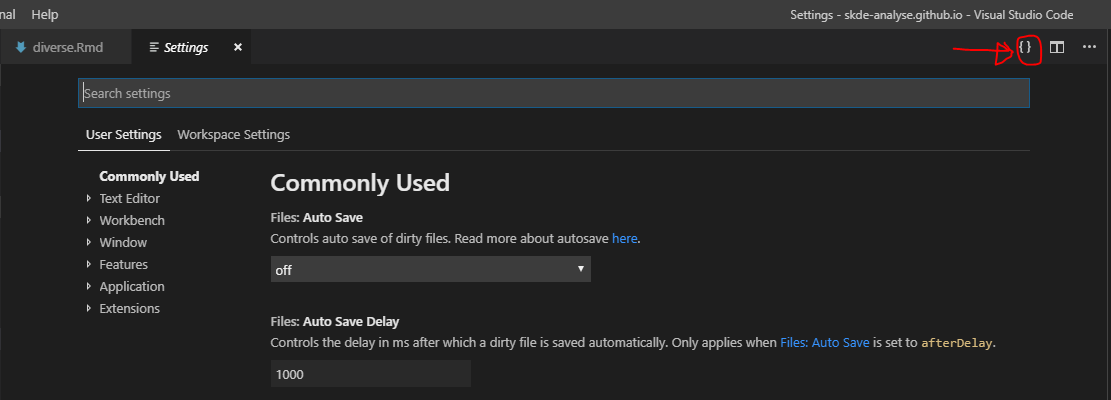 nal Help Settings - skde-analyse.github.io - Visual Studio Code
diverse.Rmd Settings × { } ...
Search settings
User Settings Workspace Settings
Commonly Used
Text Editor
Workbench
Window
Features
Application
Extensions
Commonly Used
Files: Auto Save
Controls auto save of dirty files. Read more about autosave here.
off
Files: Auto Save Delay
Controls the delay in ms after which a dirty file is saved automatically. Only applies when Files: Auto Save is set to afterDelay.
1000